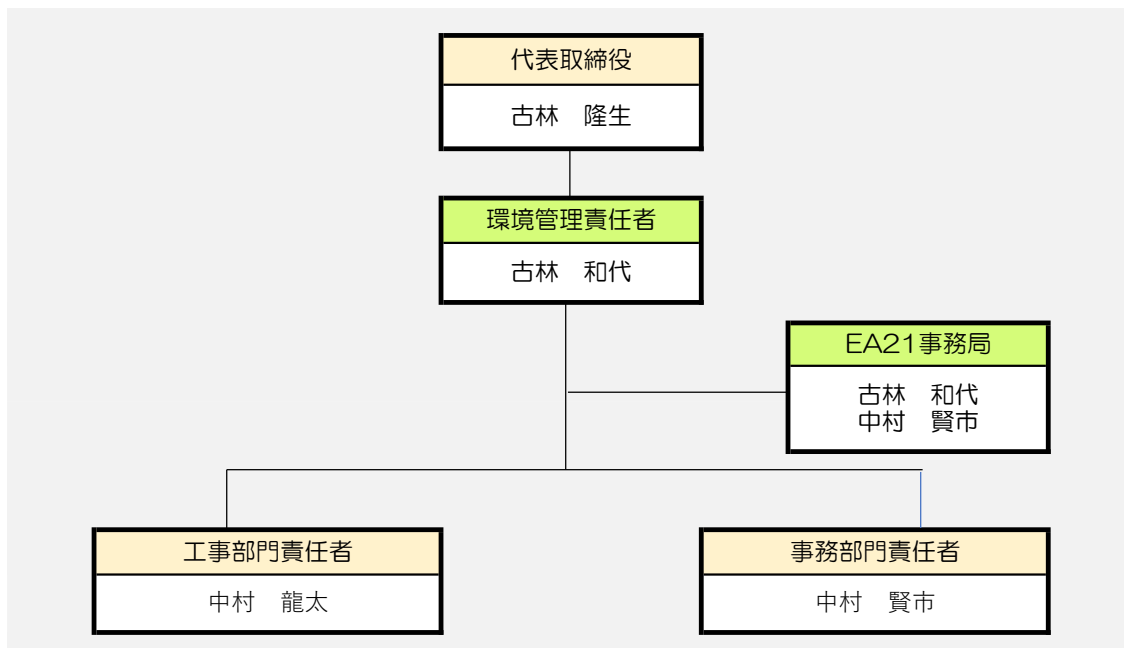 代表取締役
古林　隆生
環境管理責任者
古林　和代
EA21事務局
古林　和代
中村　賢市
工事部門責任者
中村　龍太
事務部門責任者
中村　賢市